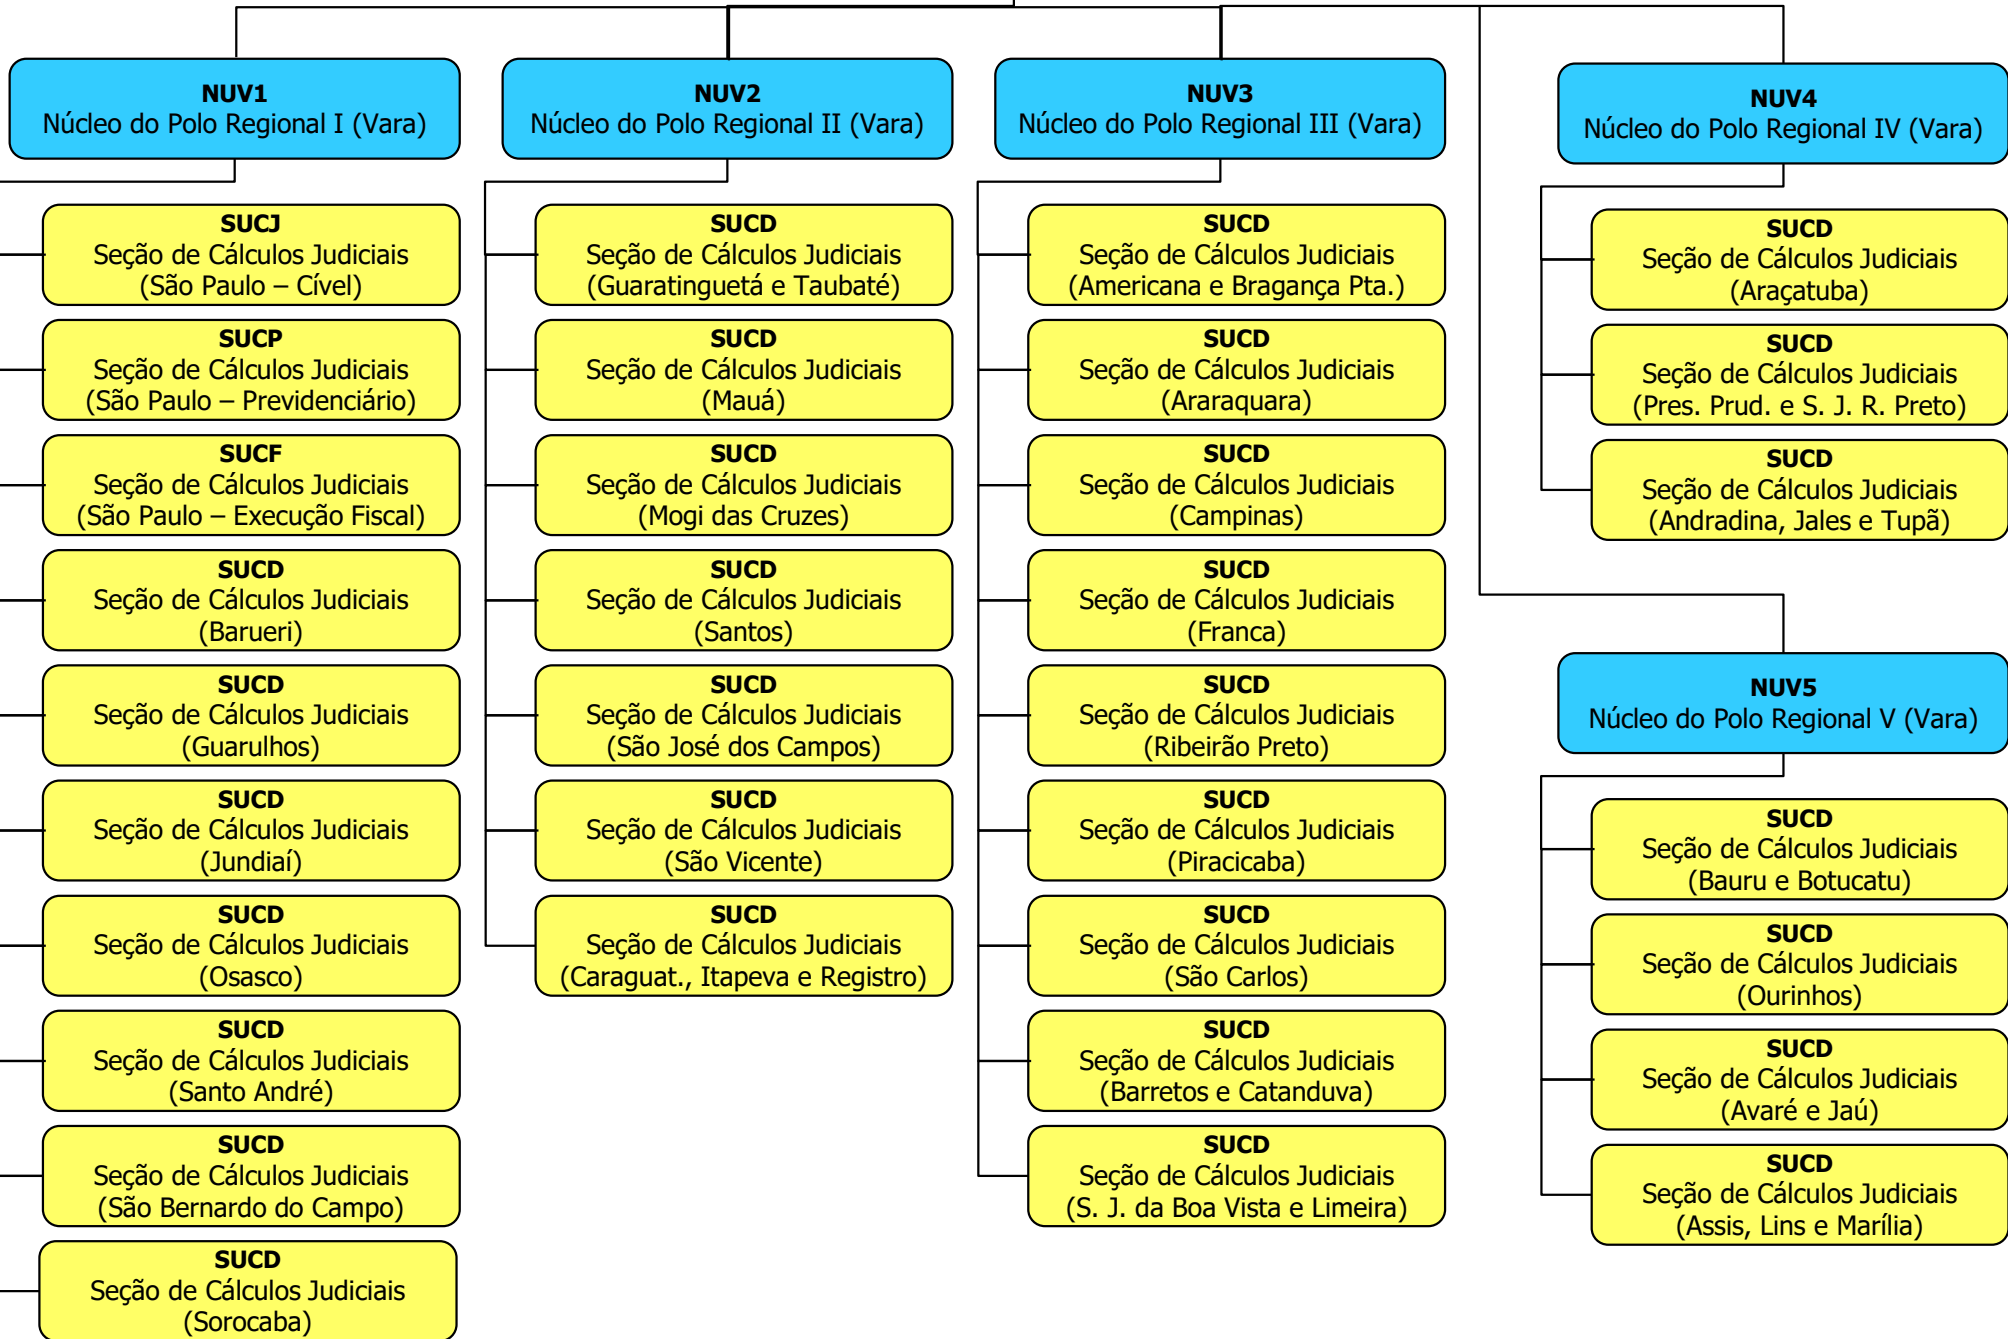 NUV1
Núcleo do Polo Regional I (Vara)
SUCJ
Seção de Cálculos Judiciais
(São Paulo – Cível)
SUCP
Seção de Cálculos Judiciais
(São Paulo – Previdenciário)
SUCF
Seção de Cálculos Judiciais
(São Paulo – Execução Fiscal)
SUCD
Seção de Cálculos Judiciais
(Barueri)
SUCD
Seção de Cálculos Judiciais
(Guarulhos)
SUCD
Seção de Cálculos Judiciais
(Jundiaí)
SUCD
Seção de Cálculos Judiciais
(Osasco)
SUCD
Seção de Cálculos Judiciais
(Santo André)
SUCD
Seção de Cálculos Judiciais
(São Bernardo do Campo)
SUCD
Seção de Cálculos Judiciais
(Sorocaba)
NUV2
Núcleo do Polo Regional II (Vara)
SUCD
Seção de Cálculos Judiciais
(Guaratinguetá e Taubaté)
SUCD
Seção de Cálculos Judiciais
(Mauá)
SUCD
Seção de Cálculos Judiciais
(Mogi das Cruzes)
SUCD
Seção de Cálculos Judiciais
(Santos)
SUCD
Seção de Cálculos Judiciais
(São José dos Campos)
SUCD
Seção de Cálculos Judiciais
(São Vicente)
SUCD
Seção de Cálculos Judiciais
(Caraguat., Itapeva e Registro)
NUV3
Núcleo do Polo Regional III (Vara)
SUCD
Seção de Cálculos Judiciais
(Americana e Bragança Pta.)
SUCD
Seção de Cálculos Judiciais
(Araraquara)
SUCD
Seção de Cálculos Judiciais
(Campinas)
SUCD
Seção de Cálculos Judiciais
(Franca)
SUCD
Seção de Cálculos Judiciais
(Ribeirão Preto)
SUCD
Seção de Cálculos Judiciais
(Piracicaba)
SUCD
Seção de Cálculos Judiciais
(São Carlos)
SUCD
Seção de Cálculos Judiciais
(Barretos e Catanduva)
SUCD
Seção de Cálculos Judiciais
(S. J. da Boa Vista e Limeira)
NUV4
Núcleo do Polo Regional IV (Vara)
SUCD
Seção de Cálculos Judiciais
(Araçatuba)
SUCD
Seção de Cálculos Judiciais
(Pres. Prud. e S. J. R. Preto)
SUCD
Seção de Cálculos Judiciais
(Andradina, Jales e Tupã)
NUV5
Núcleo do Polo Regional V (Vara)
SUCD
Seção de Cálculos Judiciais
(Bauru e Botucatu)
SUCD
Seção de Cálculos Judiciais
(Ourinhos)
SUCD
Seção de Cálculos Judiciais
(Avaré e Jaú)
SUCD
Seção de Cálculos Judiciais
(Assis, Lins e Marília)